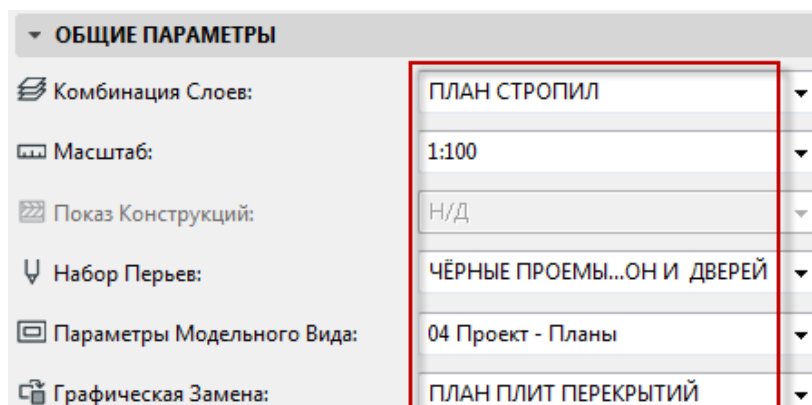 ОБЩИЕ ПАРАМЕТРЫ
Комбинация Слоев: ПЛАН СТРОПИЛ
Масштаб: 1:100
Показ Конструкций: Н/Д
Набор Перьев: ЧЁРНЫЕ ПРОЕМЫ...ОН И ДВЕРЕЙ
Параметры Модельного Вида: 04 Проект - Планы
Графическая Замена: ПЛАН ПЛИТ ПЕРЕКРЫТИЙ